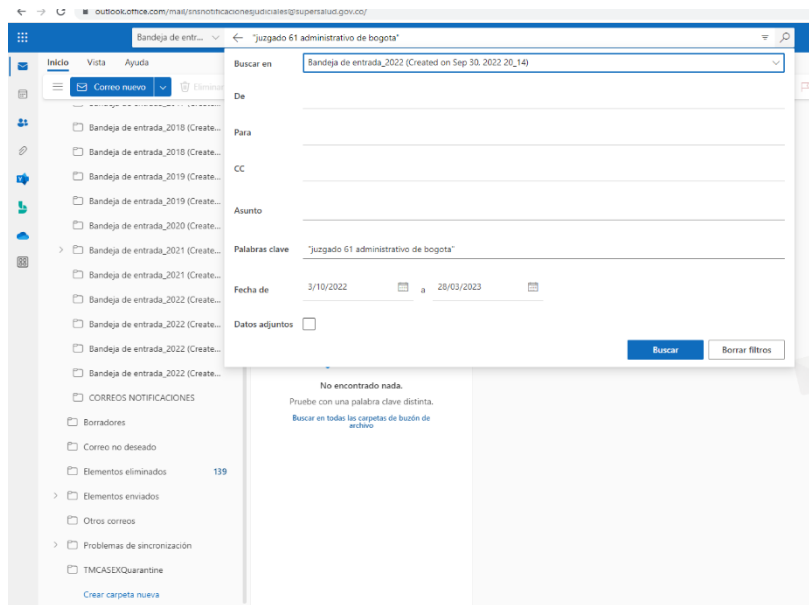 outlook.office.com/mail/snsnotificacionesjudiciales@supersalud.gov.co/
Bandeja de entr...
"juzgado 61 administrativo de bogota"
Inicio
Vista
Ayuda
Correo nuevo
Eliminar
Buscar en
Bandeja de entrada_2022 (Created on Sep 30. 2022 20_14)
De
Para
CC
Asunto
Palabras clave
"juzgado 61 administrativo de bogota"
Fecha de
3/10/2022
a
28/03/2023
Datos adjuntos
Buscar
Borrar filtros
Bandeja de entrada_2018 (Create...
Bandeja de entrada_2018 (Create...
Bandeja de entrada_2019 (Create...
Bandeja de entrada_2019 (Create...
Bandeja de entrada_2020 (Create...
Bandeja de entrada_2021 (Create...
Bandeja de entrada_2021 (Create...
Bandeja de entrada_2022 (Create...
Bandeja de entrada_2022 (Create...
Bandeja de entrada_2022 (Create...
Bandeja de entrada_2022 (Create...
CORREOS NOTIFICACIONES
Borradores
Correo no deseado
Elementos eliminados
139
Elementos enviados
Otros correos
Problemas de sincronización
TMCASEXQuarantine
Crear carpeta nueva
No encontrado nada.
Pruebe con una palabra clave distinta.
Buscar en todas las carpetas de buzón de
archivo